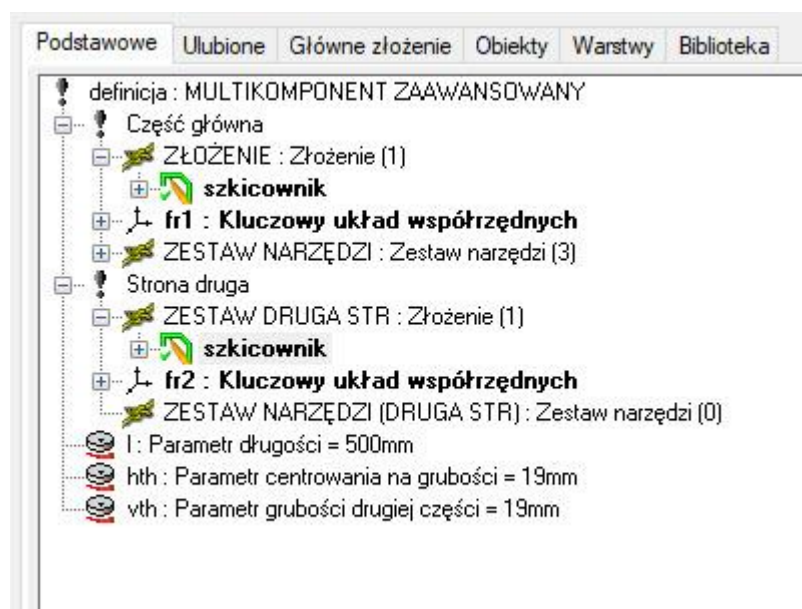 Podstawowe Ulubione Główne złożenie Obiekty Warstwy Biblioteka
definicja : MULTIKOMPONENT ZAAWANSOWANY
Część główna
ZŁOŻENIE : Złożenie (1)
szkicownik
fr1 : Kluczowy układ współrzędnych
ZESTAW NARZĘDZI : Zestaw narzędzi (3)
Strona druga
ZESTAW DRUGA STR : Złożenie (1)
szkicownik
fr2 : Kluczowy układ współrzędnych
ZESTAW NARZĘDZI (DRUGA STR) : Zestaw narzędzi (0)
l : Parametr długości = 500mm
hth : Parametr centrowania na grubości = 19mm
vth : Parametr grubości drugiej części = 19mm